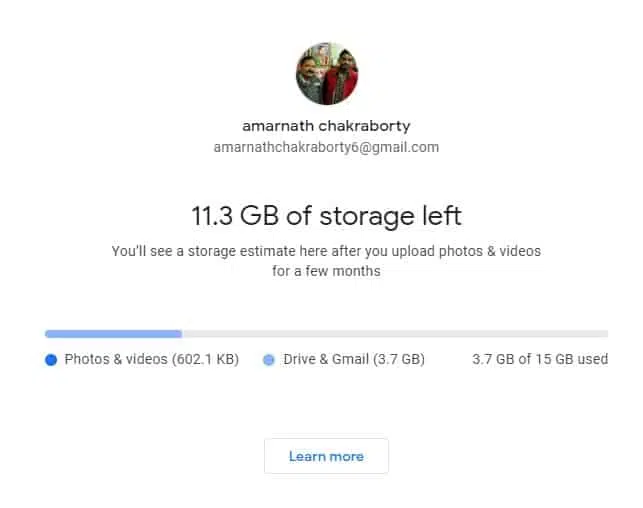 amarnath chakraborty
amarnathchakraborty6@gmail.com
11.3 GB of storage left
You'll see a storage estimate here after you upload photos & videos
for a few months
Photos & videos (602.1 KB) Drive & Gmail (3.7 GB) 3.7 GB of 15 GB used
Learn more